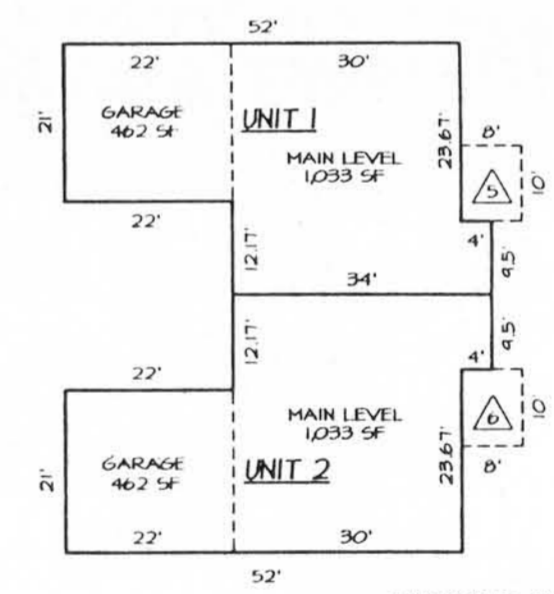 52'
22' 30'
21'
GARAGE
462 SF
UNIT 1
MAIN LEVEL
1,033 SF
23.67'
8'
5
10'
22'
12.17'
4'
9.5'
34'
12.17'
9.5'
22'
4'
MAIN LEVEL
1,033 SF
6
10'
21'
GARAGE
462 SF
UNIT 2
23.67'
8'
22' 30'
52'